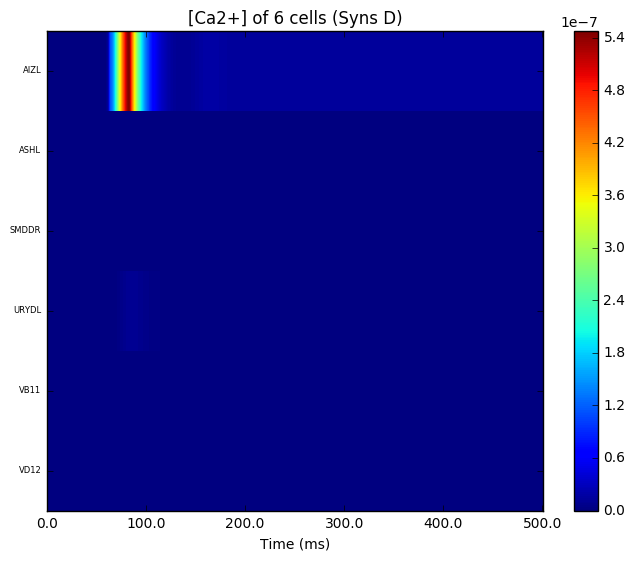 [Ca2+] of 6 cells (Syns D)
1e−7
AIZL
ASHL
SMDDR
URYDL
VB11
VD12
5.4
4.8
4.2
3.6
3.0
2.4
1.8
1.2
0.6
0.0
0.0 100.0 200.0 300.0 400.0 500.0
Time (ms)